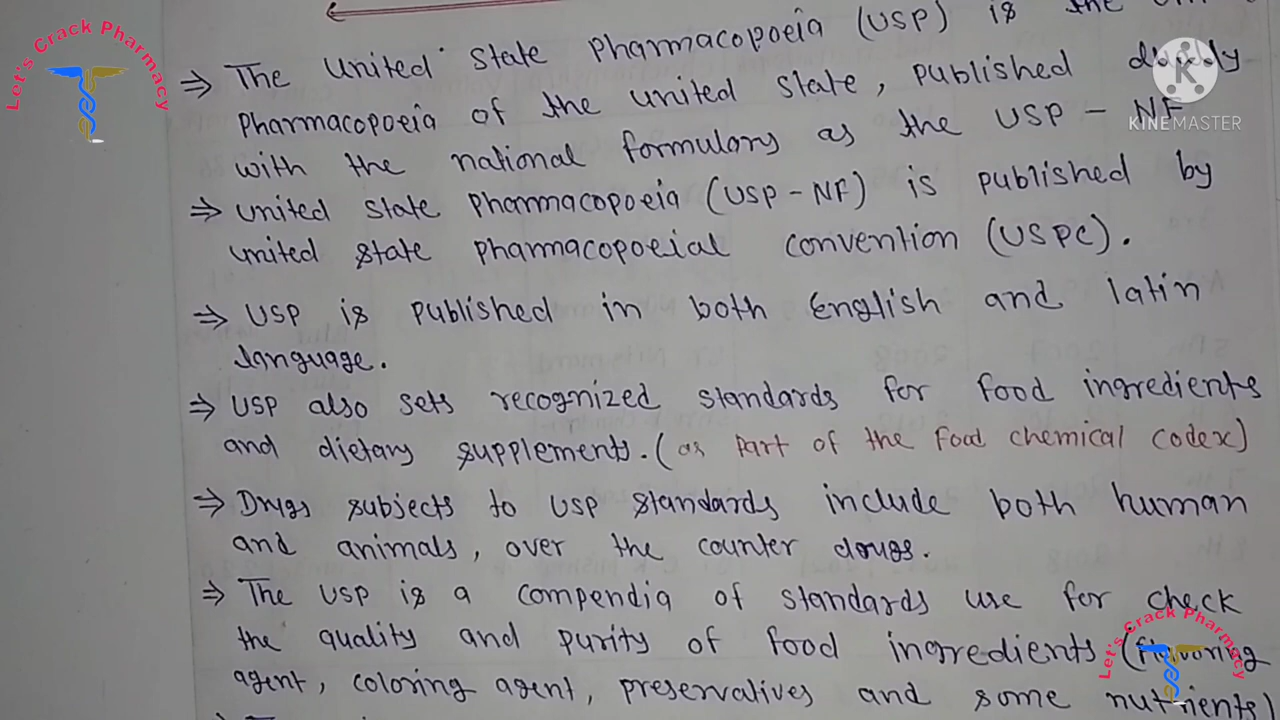 Let's Crack Pharmacy
⇒ The United State Pharmacopoeia (USP) is the
Pharmacopoeia of the united state, published
with the national formulary as the USP - NF
KINEMASTER
⇒ United state pharmacopoeia (USP - NF) is published by
united state pharmacopoeial convention (USPC).
⇒ USP is published in both English and latin
language.
⇒ USP also sets recognized standards for food ingredients
and dietary supplements. (as part of the food chemical codex)
⇒ Drugs subjects to USP standards include both human
and animals, over the counter drugs.
⇒ The USP is a compendia of standards use for check
the quality and purity of food ingredients (flavoring
agent, coloring agent, preservatives and some nutrients)
Let's Crack Pharmacy